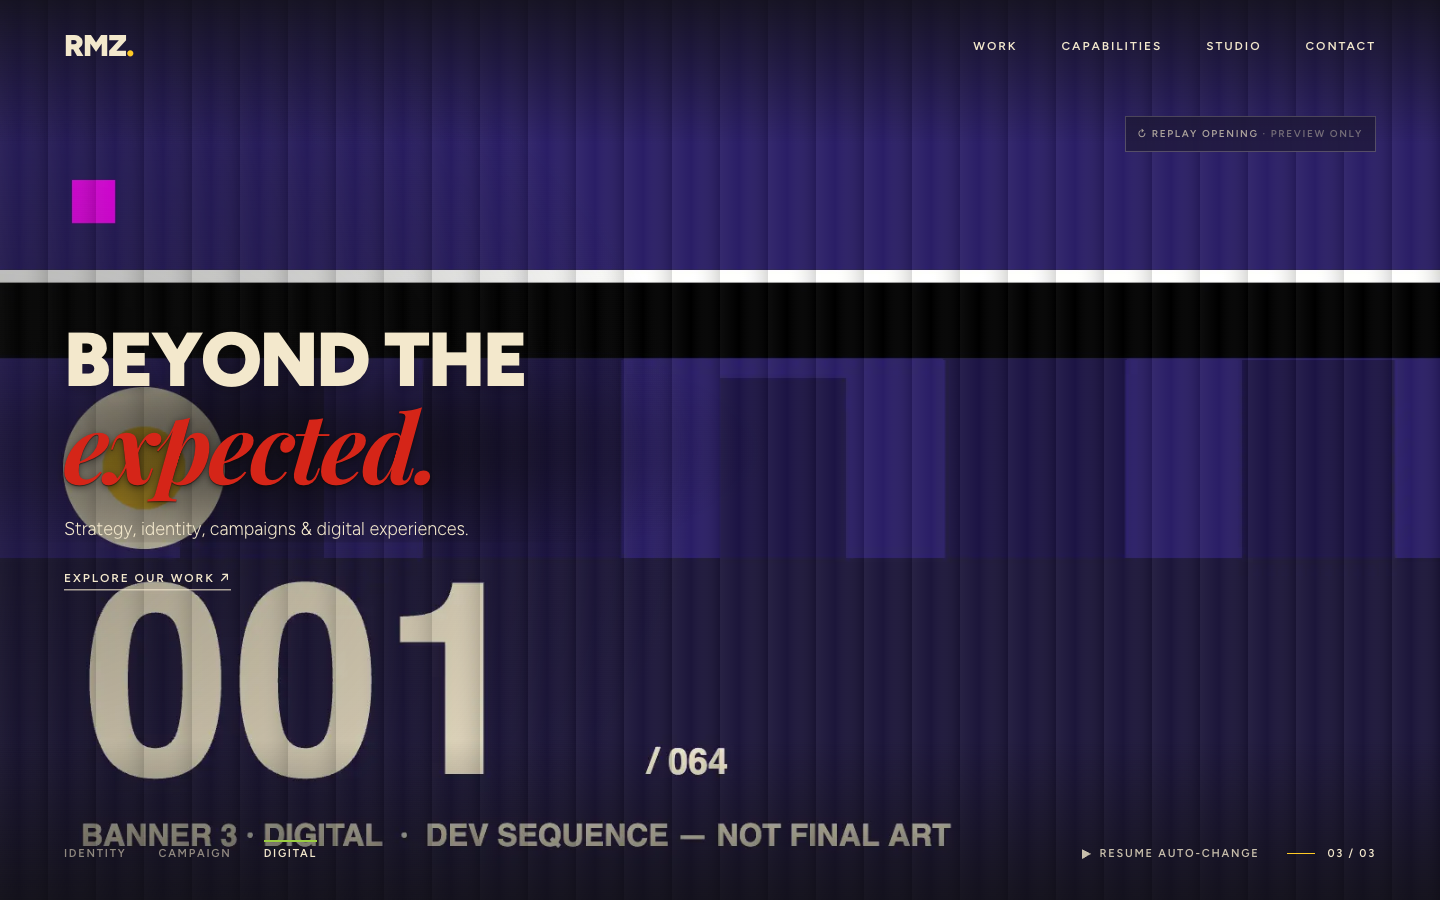 RMZ.
WORK CAPABILITIES STUDIO CONTACT
↻ REPLAY OPENING · PREVIEW ONLY
BEYOND THE
expected.
Strategy, identity, campaigns & digital experiences.
EXPLORE OUR WORK ↗
001
/ 064
BANNER 3 · DIGITAL · DEV SEQUENCE — NOT FINAL ART
IDENTITY CAMPAIGN DIGITAL
▶ RESUME AUTO-CHANGE 03 / 03